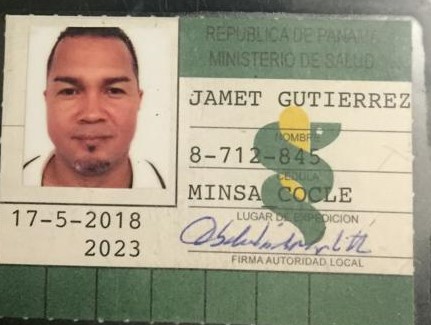 REPUBLICA DE PANAMA
MINISTERIO DE SALUD
JAMET GUTIERREZ
NOMBRE
8-712-845
CEDULA
MINSA COCLE
LUGAR DE EXPEDICION
FIRMA AUTORIDAD LOCAL
17-5-2018
2023